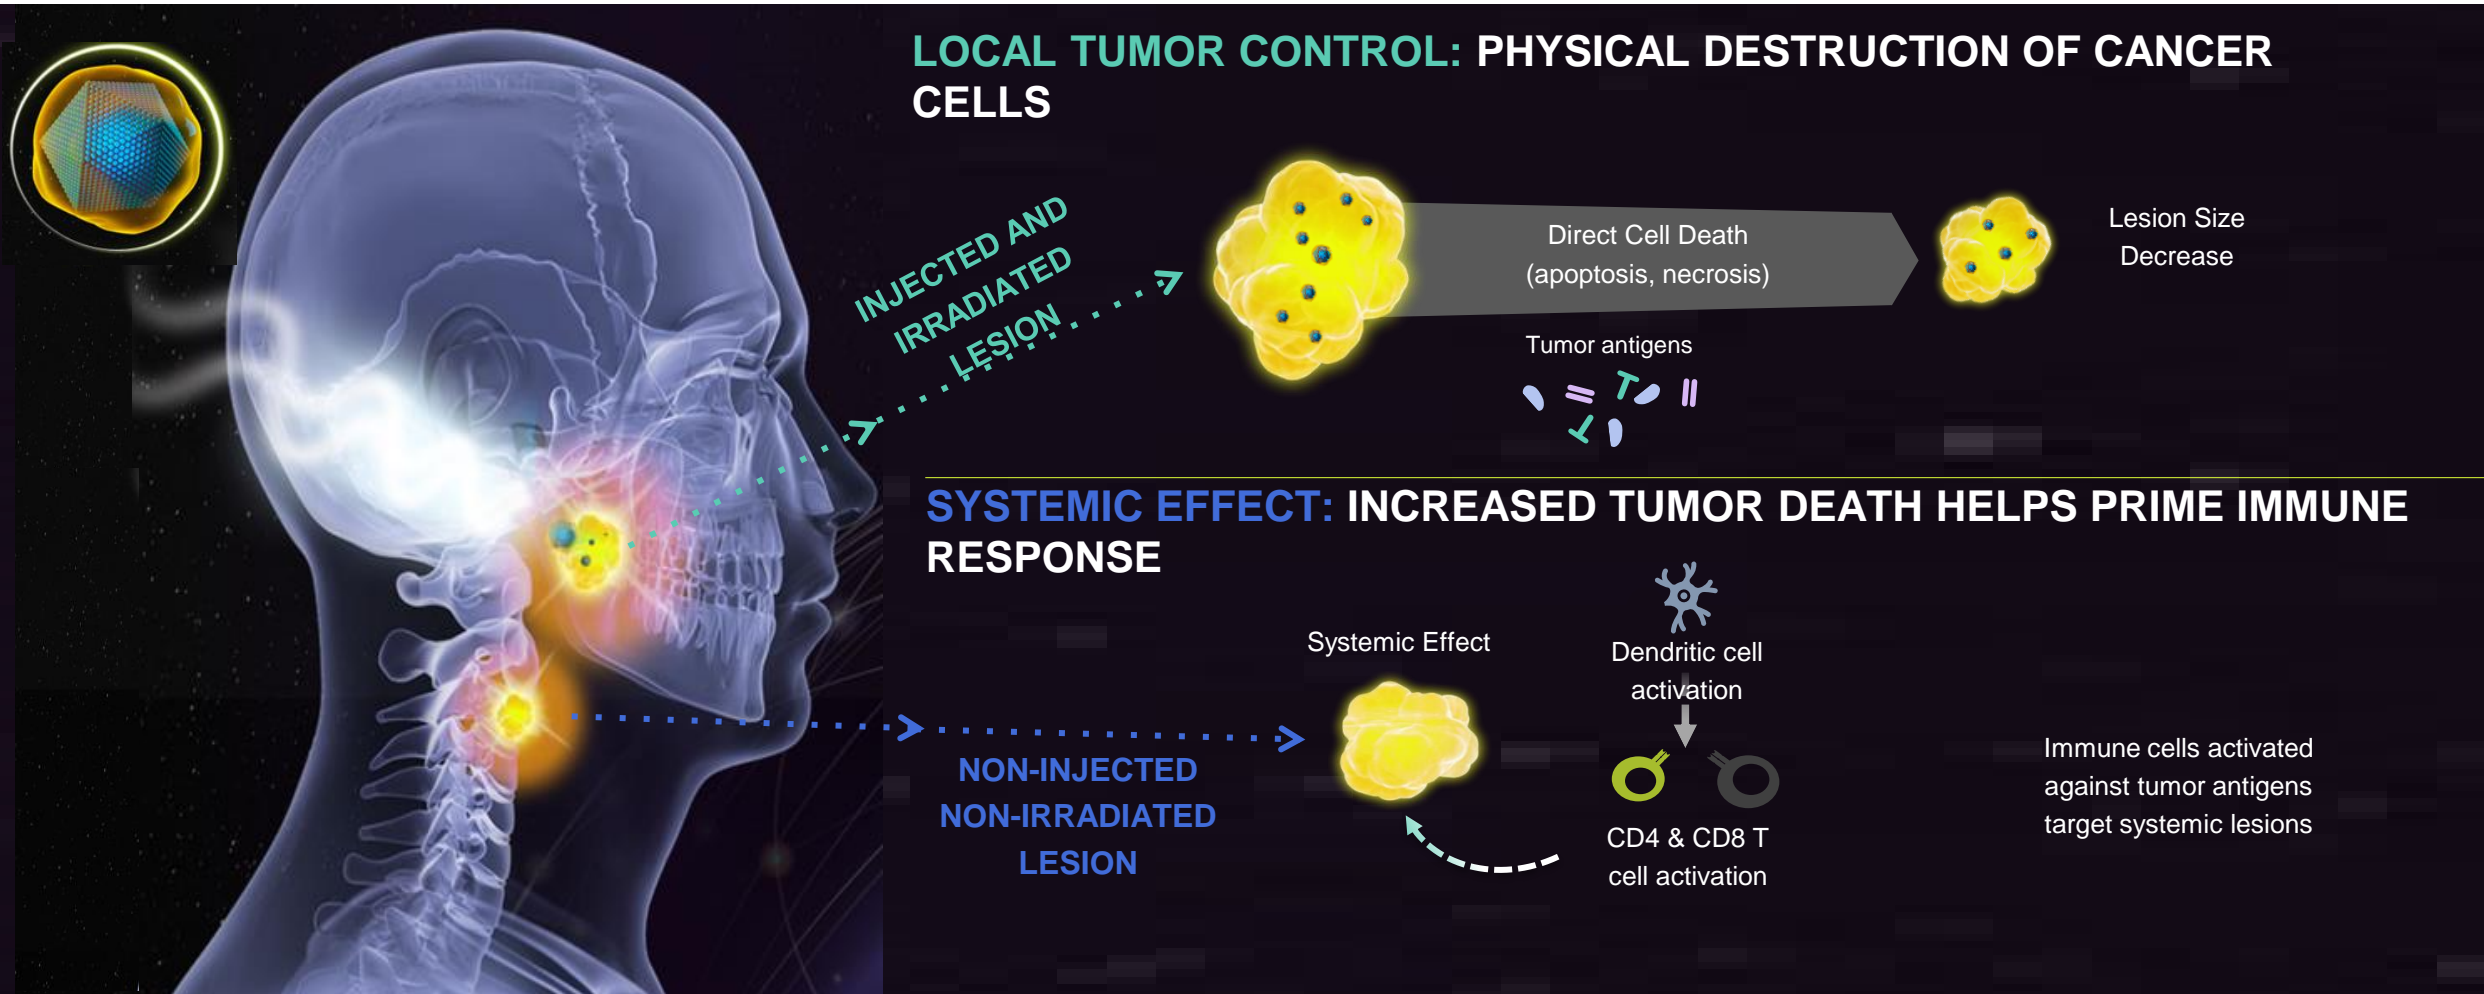 LOCAL TUMOR CONTROL: PHYSICAL DESTRUCTION OF CANCER
CELLS
INJECTED AND
IRRADIATED
LESION
Direct Cell Death
(apoptosis, necrosis)
Lesion Size
Decrease
Tumor antigens
SYSTEMIC EFFECT: INCREASED TUMOR DEATH HELPS PRIME IMMUNE
RESPONSE
Systemic Effect
Dendritic cell
activation
NON-INJECTED
NON-IRRADIATED
LESION
CD4 & CD8 T
cell activation
Immune cells activated
against tumor antigens
target systemic lesions